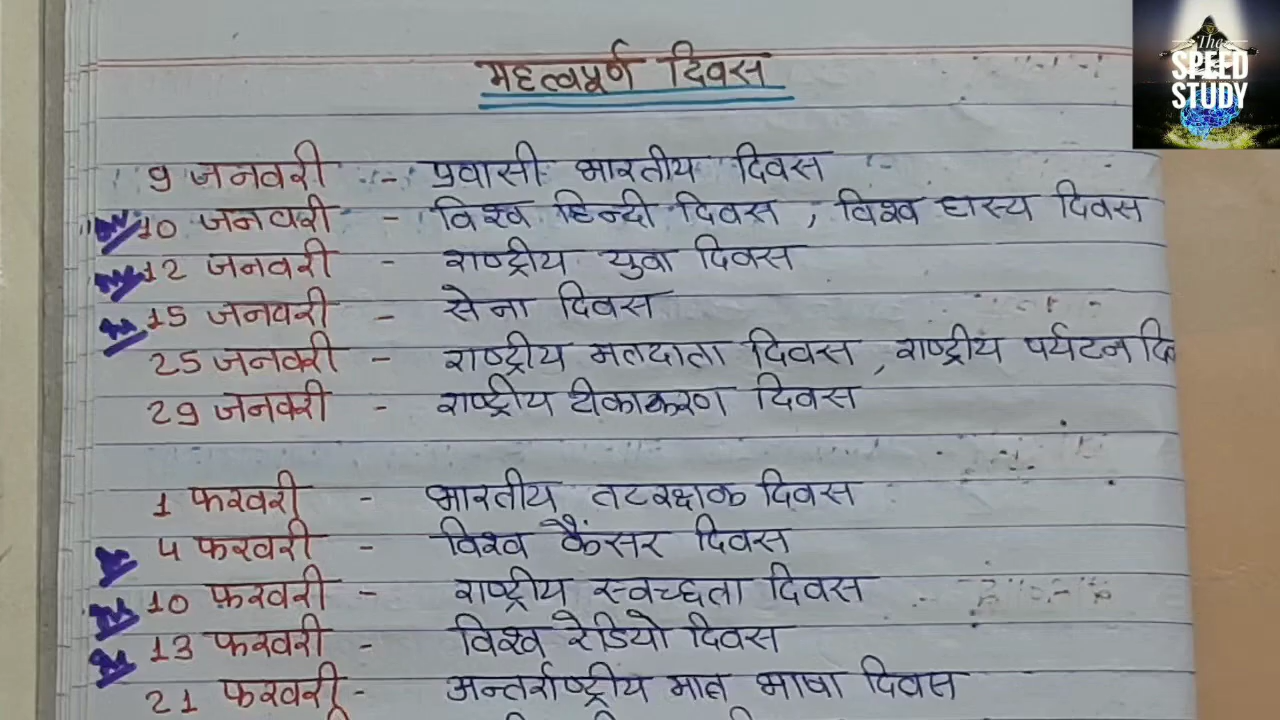 The
SPEED
STUDY
महत्वपूर्ण दिवस
9 जनवरी - प्रवासी भारतीय दिवस
10 जनवरी - विश्व हिन्दी दिवस , विश्व हास्य दिवस
12 जनवरी - राष्ट्रीय युवा दिवस
15 जनवरी - सेना दिवस
25 जनवरी - राष्ट्रीय मतदाता दिवस , राष्ट्रीय पर्यटन दि
29 जनवरी - राष्ट्रीय टीकाकरण दिवस
1 फरवरी - भारतीय तटरक्षक दिवस
4 फरवरी - विश्व कैंसर दिवस
10 फरवरी - राष्ट्रीय स्वच्छता दिवस
13 फरवरी - विश्व रेडियो दिवस
21 फरवरी - अन्तर्राष्ट्रीय मातृ भाषा दिवस